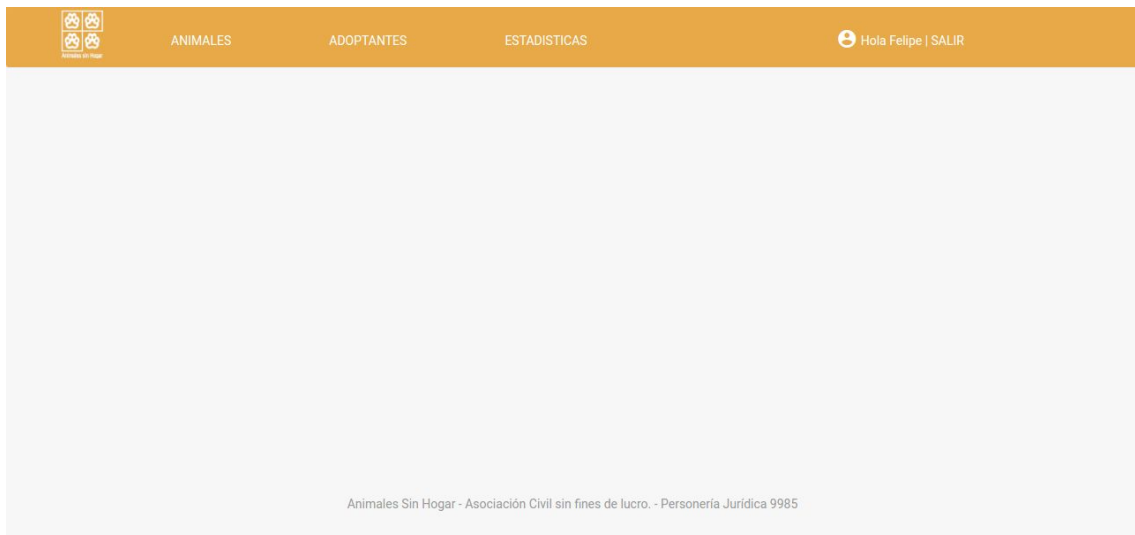 Animales sin Hogar
ANIMALES
ADOPTANTES
ESTADISTICAS
Hola Felipe | SALIR
Animales Sin Hogar - Asociación Civil sin fines de lucro. - Personería Jurídica 9985